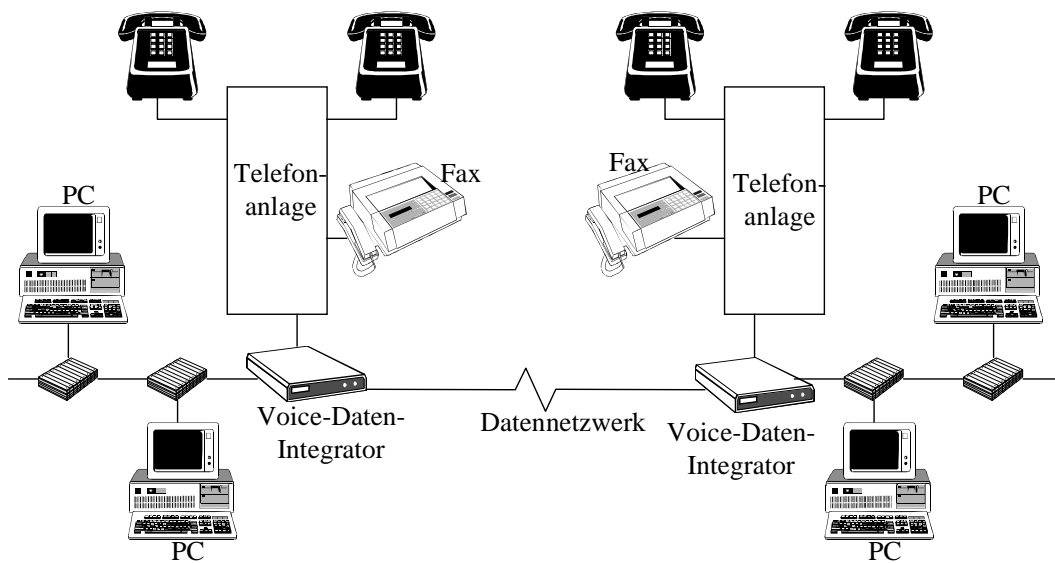 Telefon-
anlage
Fax
Fax
Telefon-
anlage
PC
PC
Voice-Daten-
Integrator
Datennetzwerk
Voice-Daten-
Integrator
PC
PC